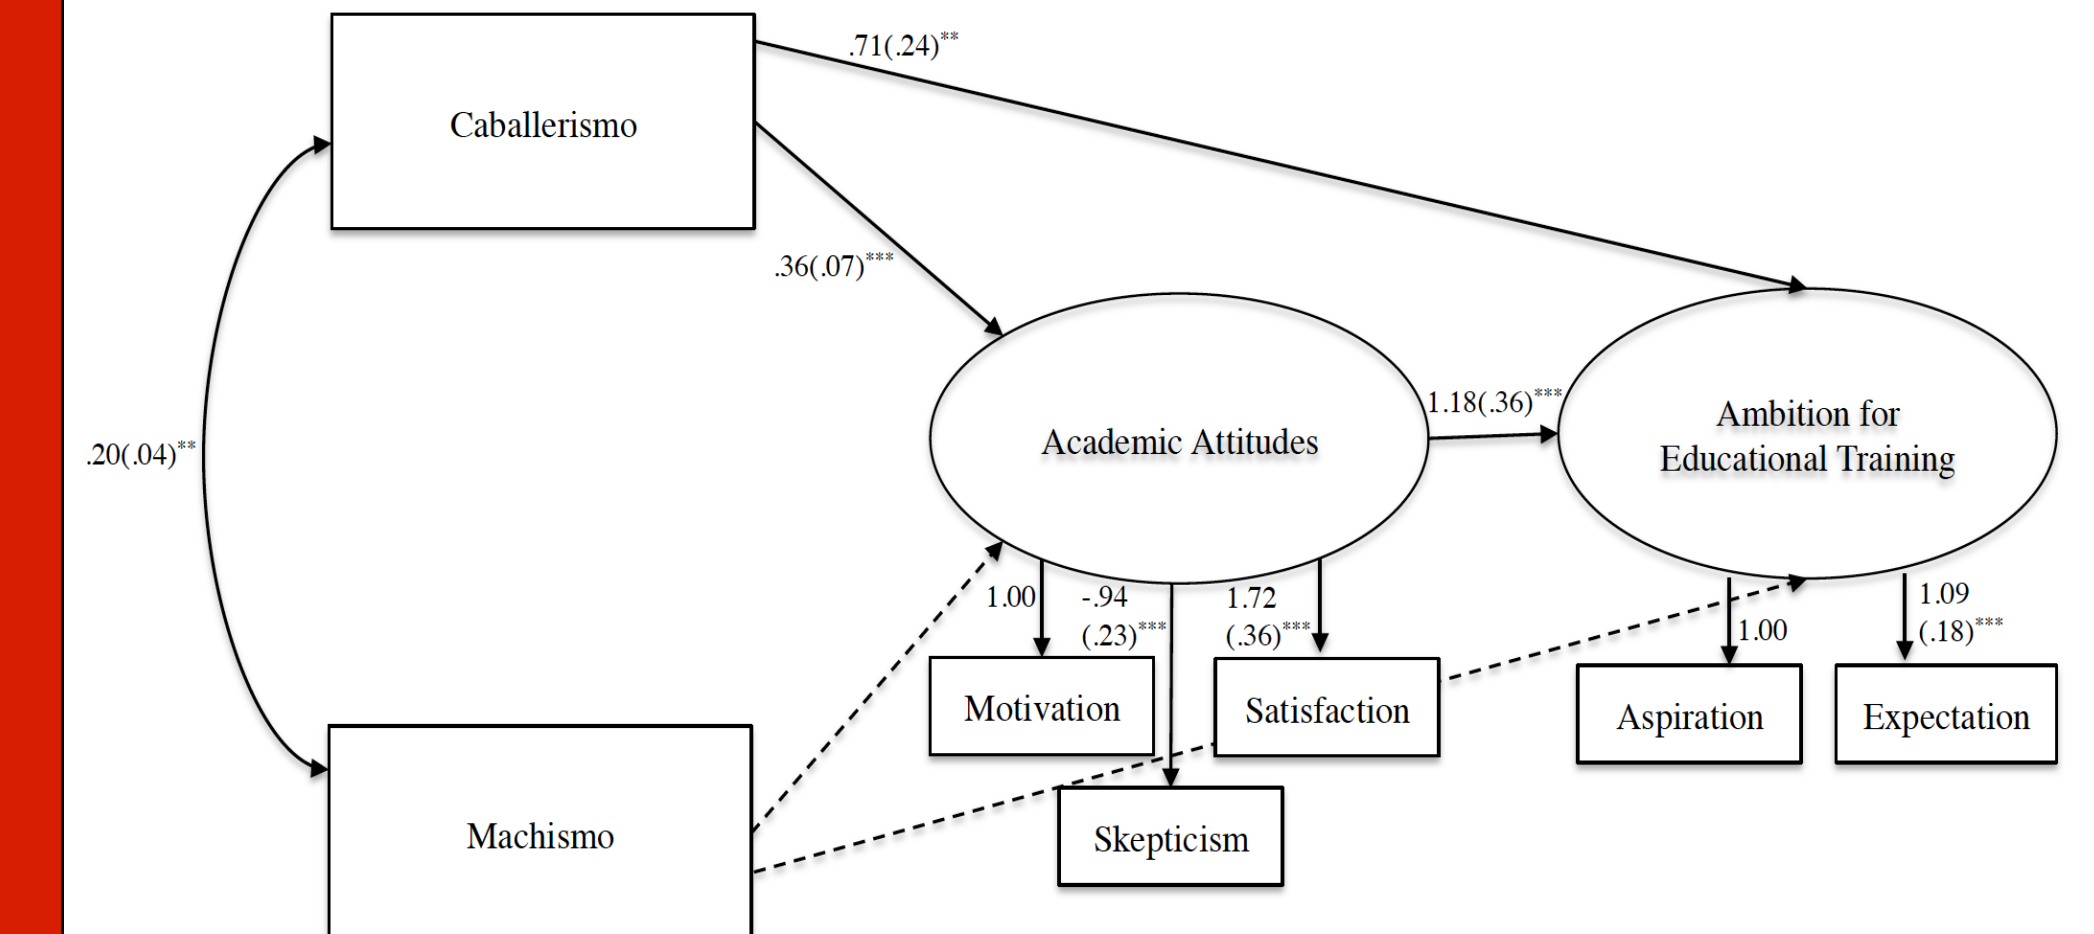 .71(.24)**
Caballerismo
.36(.07)***
1.18(.36)***
Ambition for
Educational Training
Academic Attitudes
.20(.04)**
1.00
-.94
(.23)***
1.72
(.36)***
1.00
1.09
(.18)***
Motivation
Satisfaction
Aspiration
Expectation
Machismo
Skepticism